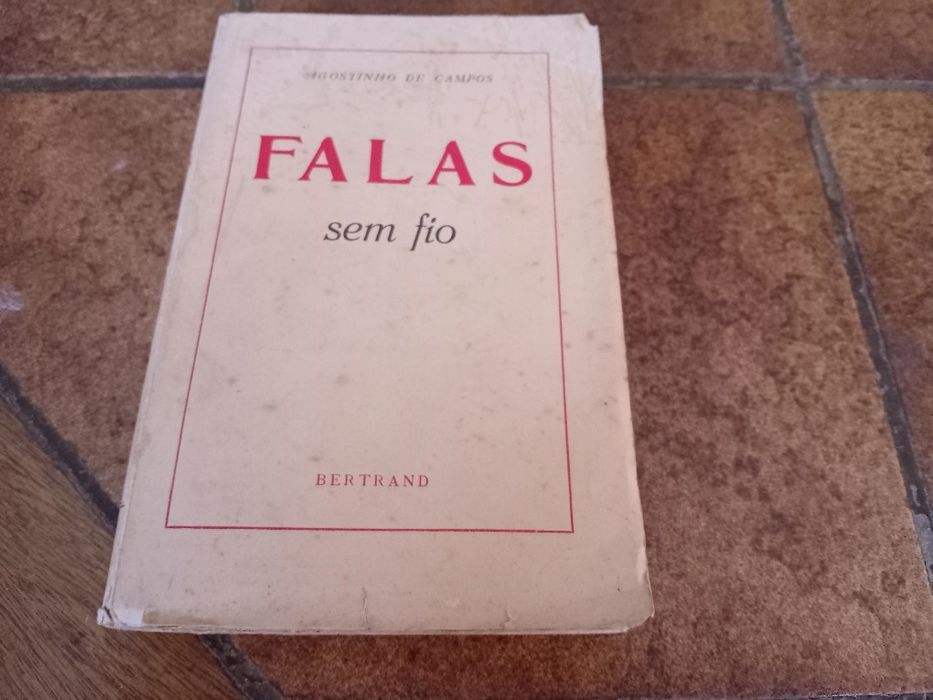 AGOSTINHO DE CAMPOS
FALAS
sem fio
BERTRAND